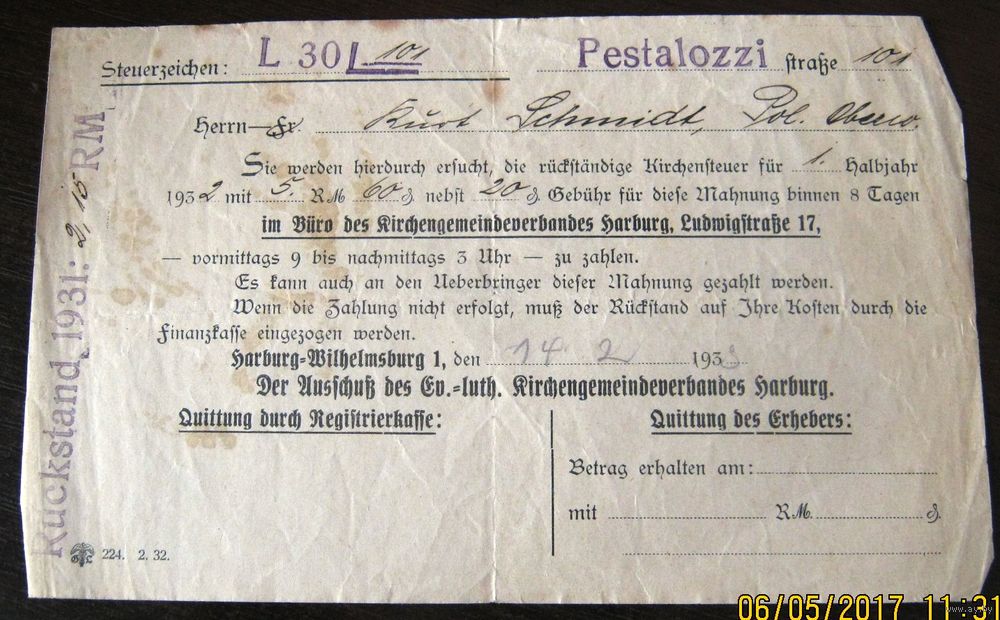 Steuerzeichen: L 30 L 101 Pestalozzi straße 101
Herrn Fr. Kurt Schmidt, Pol.
Sie werden hierdurch ersucht, die rückständige Kirchensteuer für 1. Halbjahr
1932 mit 5 RM 60 ₰ nebst 20 ₰ Gebühr für diese Mahnung binnen 8 Tagen
im Büro des Kirchengemeindeverbandes Harburg, Ludwigstraße 17,
— vormittags 9 bis nachmittags 3 Uhr — zu zahlen.
Es kann auch an den Ueberbringer dieser Mahnung gezahlt werden.
Wenn die Zahlung nicht erfolgt, muß der Rückstand auf Ihre Kosten durch die
Finanzkasse eingezogen werden.
Harburg-Wilhelmsburg 1, den 14 2 1933
Der Ausschuß des Ev.-luth. Kirchengemeindeverbandes Harburg.
Quittung durch Registrierkasse:
Quittung des Erhebers:
Betrag erhalten am:
mit RM ₰
224. 2. 32.
Rückstand 1931: 2,15 RM
06/05/2017 11:31
www.ay.by